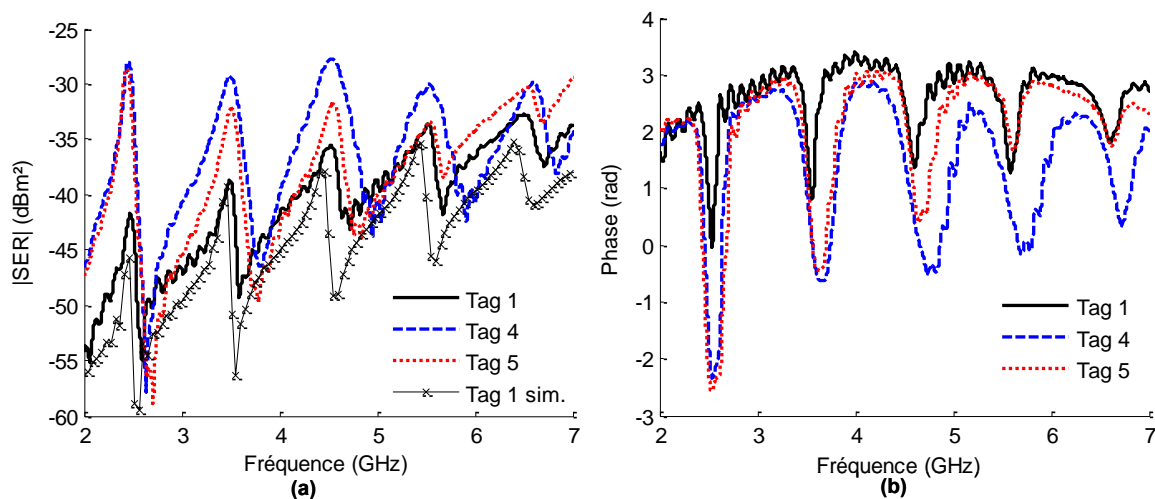 -25
-30
-35
-40
-45
-50
-55
-60
|SER| (dBm²)
2 3 4 5 6 7
Fréquence (GHz)
Tag 1
Tag 4
Tag 5
Tag 1 sim.
(a)
4
3
2
1
0
-1
-2
-3
Phase (rad)
2 3 4 5 6 7
Fréquence (GHz)
Tag 1
Tag 4
Tag 5
(b)